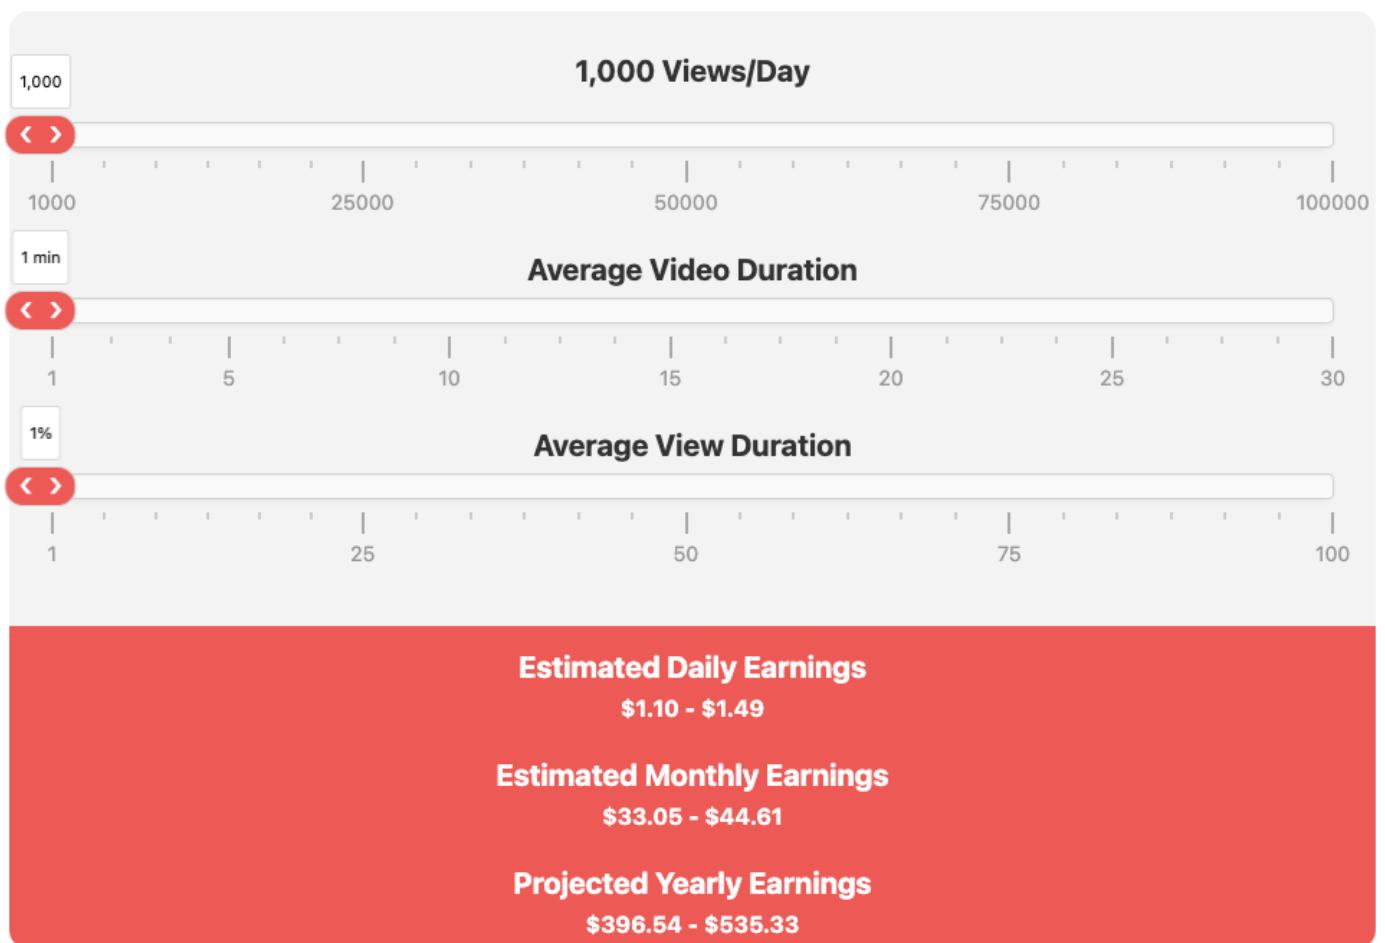 1,000 Views/Day
1,000
1000 25000 50000 75000 100000
1 min
Average Video Duration
1 5 10 15 20 25 30
1%
Average View Duration
1 25 50 75 100
Estimated Daily Earnings
$1.10 - $1.49
Estimated Monthly Earnings
$33.05 - $44.61
Projected Yearly Earnings
$396.54 - $535.33